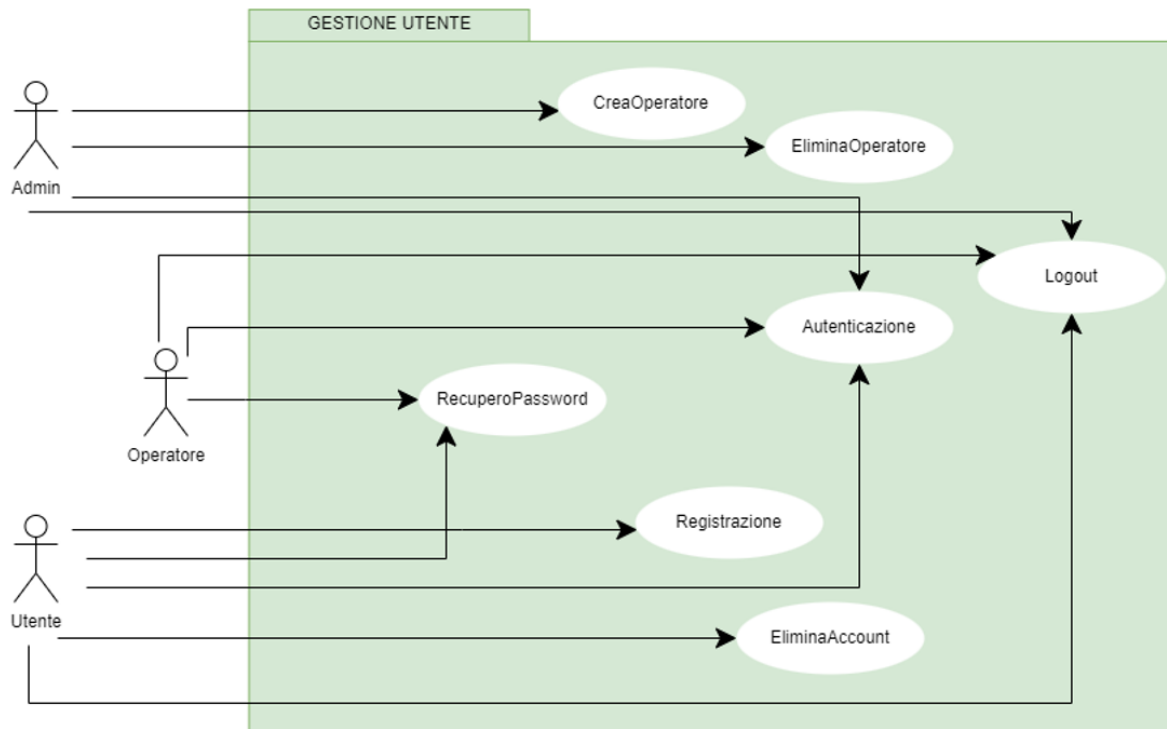 GESTIONE UTENTE
CreaOperatore
EliminaOperatore
Admin
Logout
Autenticazione
RecuperoPassword
Operatore
Registrazione
Utente
EliminaAccount